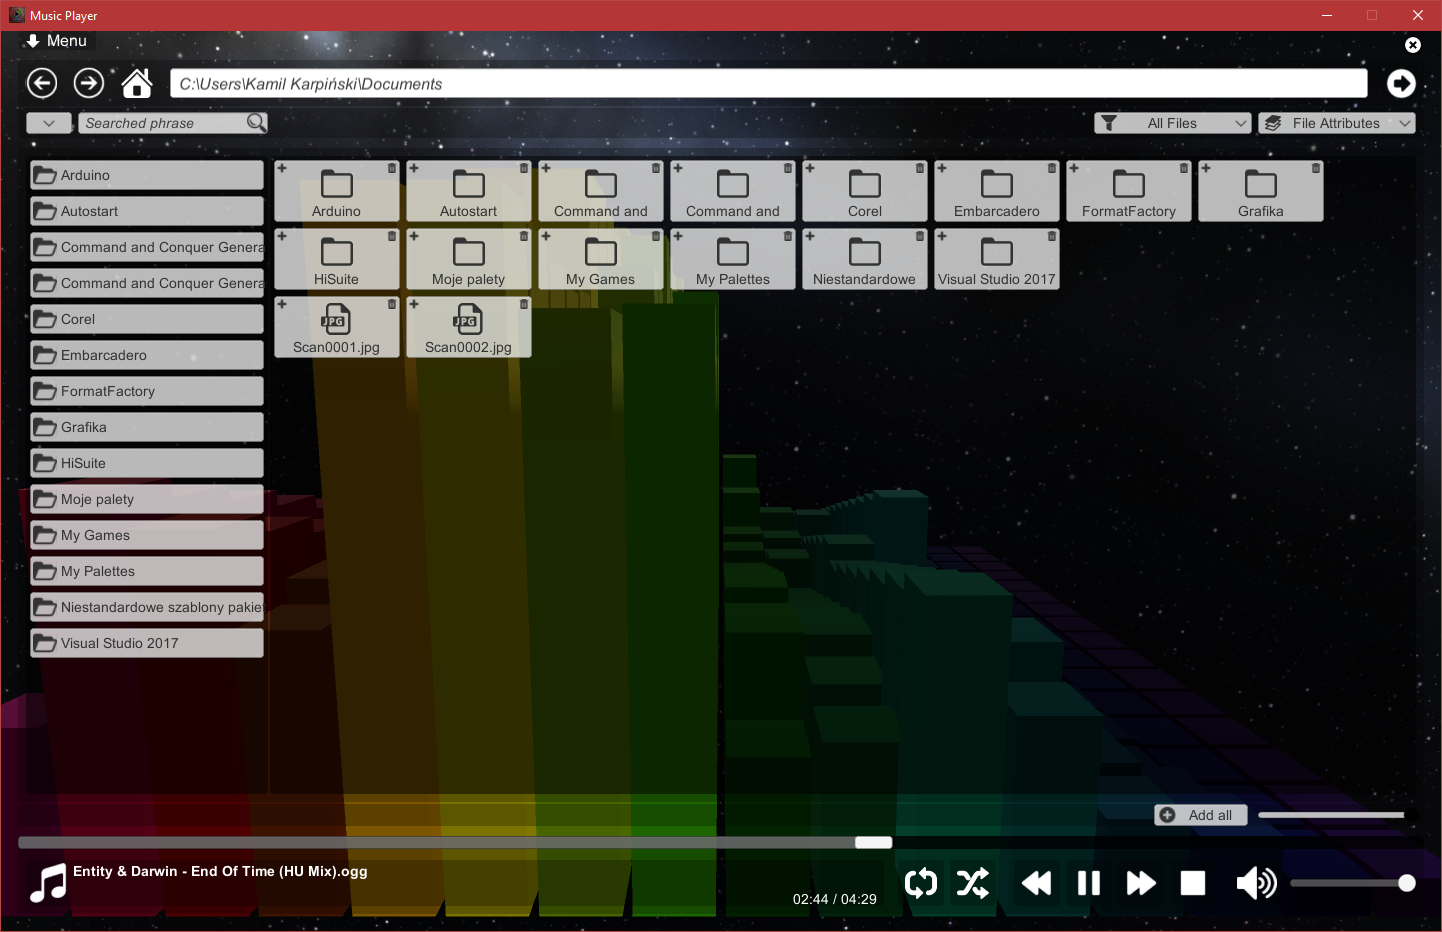 Music Player
Menu
C:\Users\Kamil Karpiński\Documents
Searched phrase
All Files
File Attributes
Arduino
Autostart
Command and Conquer Genera
Command and Conquer Genera
Corel
Embarcadero
FormatFactory
Grafika
HiSuite
Moje palety
My Games
My Palettes
Niestandardowe szablony pakie
Visual Studio 2017
Arduino
Autostart
Command and
Command and
Corel
Embarcadero
FormatFactory
Grafika
HiSuite
Moje palety
My Games
My Palettes
Niestandardowe
Visual Studio 2017
JPG
Scan0001.jpg
JPG
Scan0002.jpg
Add all
Entity & Darwin - End Of Time (HU Mix).ogg
02:44 / 04:29